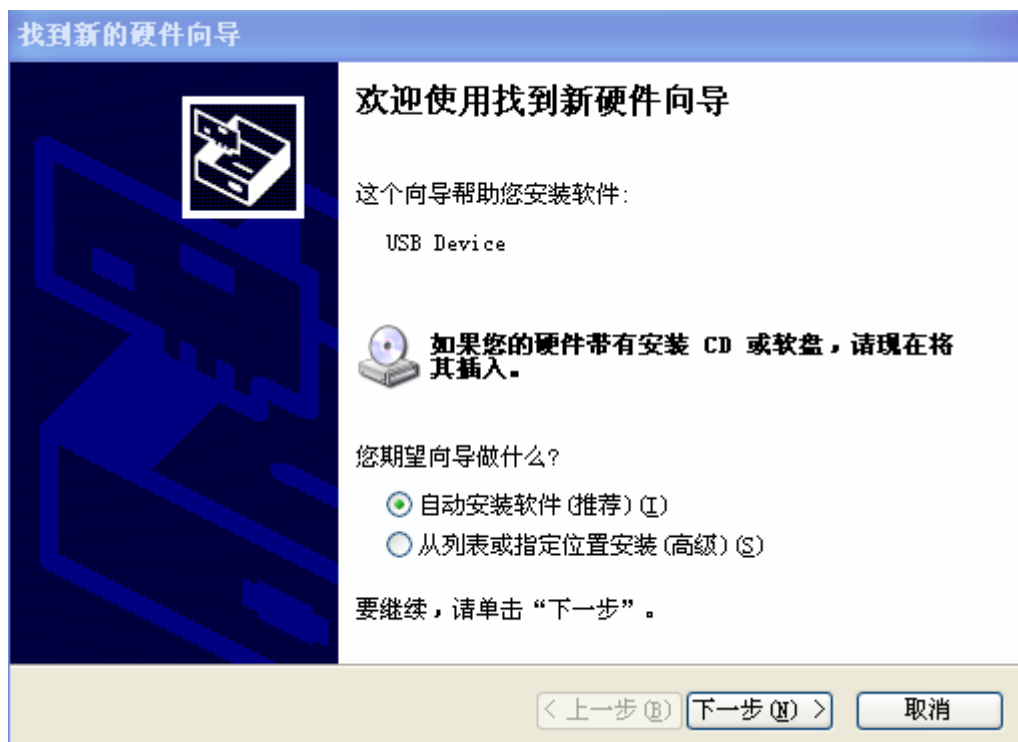 找到新的硬件向导
欢迎使用找到新硬件向导
这个向导帮助您安装软件:
USB Device
如果您的硬件带有安装 CD 或软盘，请现在将
其插入。
您期望向导做什么?
自动安装软件(推荐)(I)
从列表或指定位置安装(高级)(S)
要继续，请单击“下一步”。
< 上一步(B)
下一步(N) >
取消